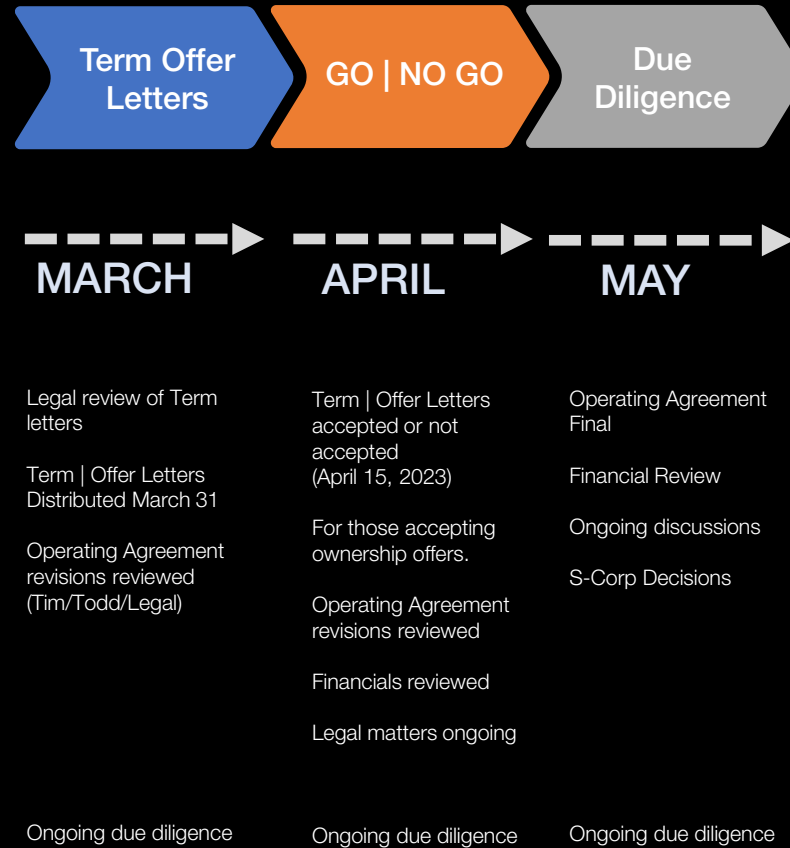 Term Offer
Letters
GO | NO GO
Due
Diligence
MARCH
APRIL
MAY
Legal review of Term
letters
Term | Offer Letters
Distributed March 31
Operating Agreement
revisions reviewed
(Tim/Todd/Legal)
Ongoing due diligence
Term | Offer Letters
accepted or not
accepted
(April 15, 2023)
For those accepting
ownership offers.
Operating Agreement
revisions reviewed
Financials reviewed
Legal matters ongoing
Ongoing due diligence
Operating Agreement
Final
Financial Review
Ongoing discussions
S-Corp Decisions
Ongoing due diligence